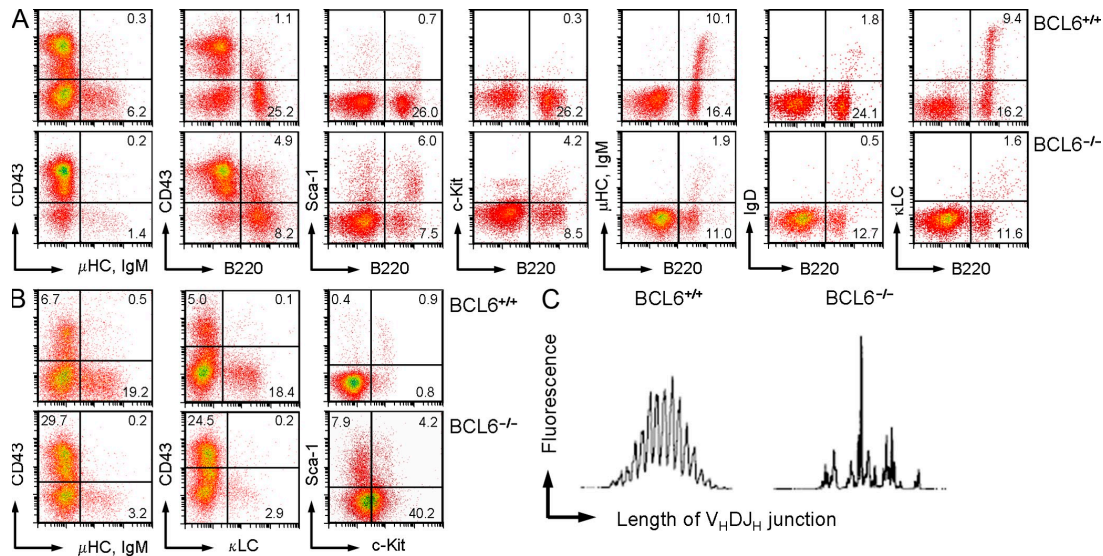 A
0.3
1.1
0.7
0.3
10.1
1.8
9.4
BCL6+/+
6.2
25.2
26.0
26.2
16.4
24.1
16.2
0.2
4.9
6.0
4.2
1.9
0.5
1.6
BCL6−/−
CD43
CD43
Sca-1
c-Kit
μHC, IgM
IgD
κLC
1.4
8.2
7.5
8.5
11.0
12.7
11.6
μHC, IgM
B220
B220
B220
B220
B220
B220
B
6.7
0.5
5.0
0.1
0.4
0.9
BCL6+/+
19.2
18.4
0.8
29.7
0.2
24.5
0.2
7.9
4.2
BCL6−/−
CD43
CD43
Sca-1
3.2
2.9
40.2
μHC, IgM
κLC
c-Kit
C
BCL6+/+
BCL6−/−
Fluorescence
Length of VHDJH junction